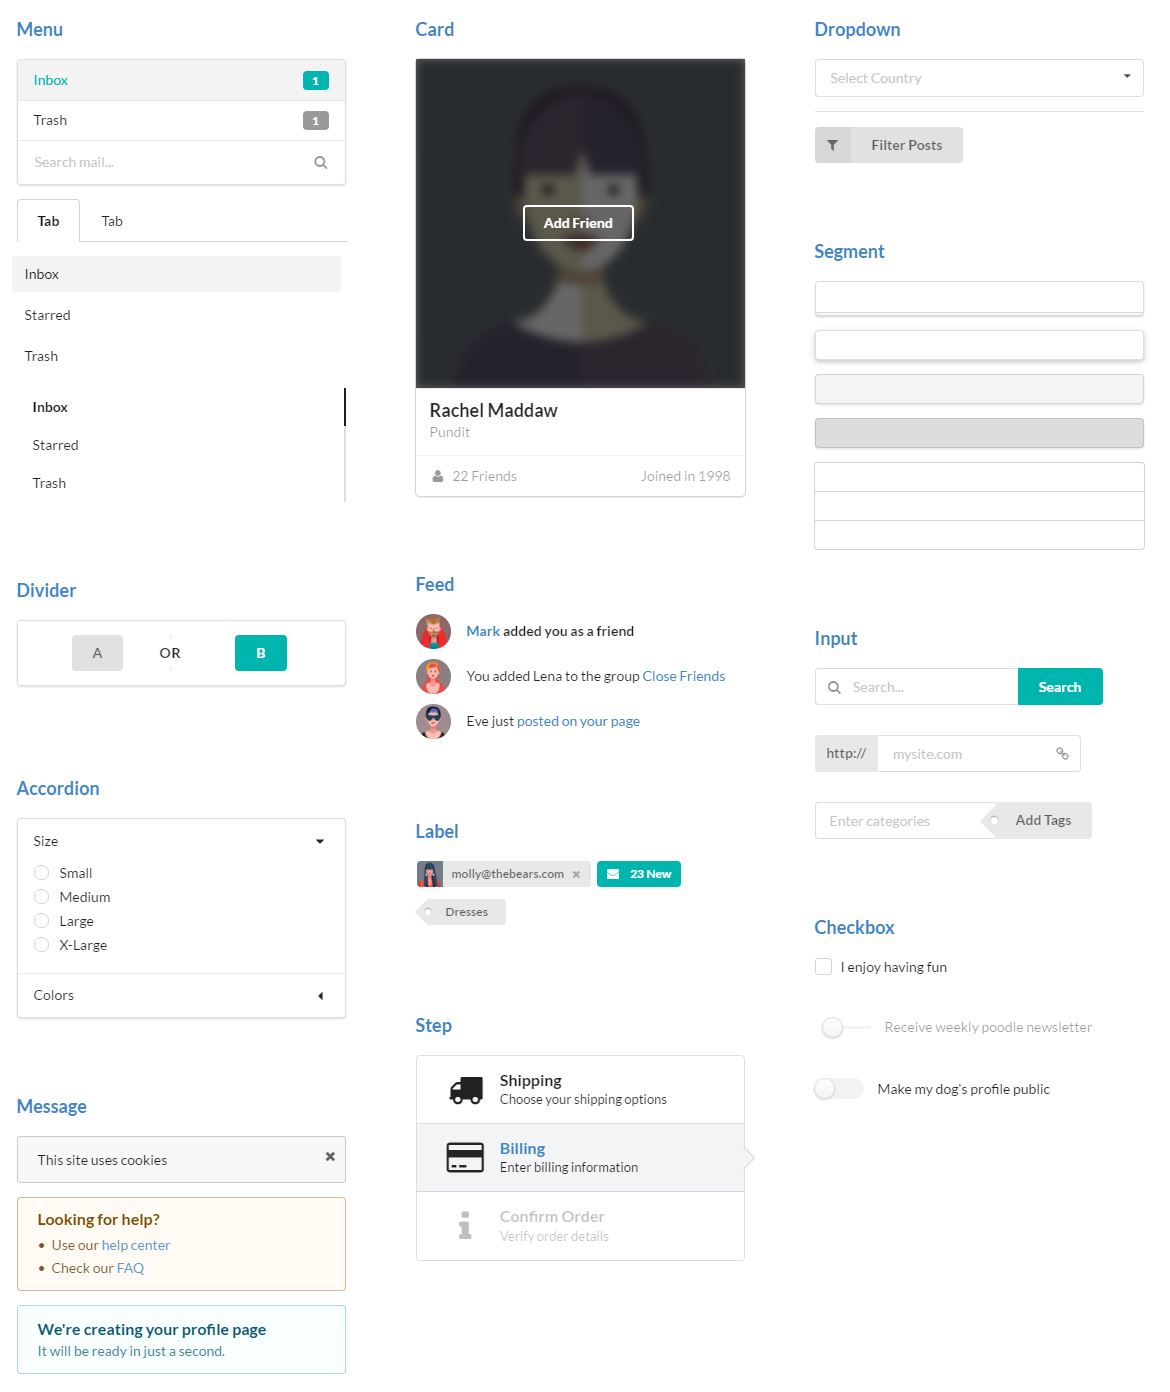 Menu
Inbox
1
Trash
1
Search mail...
Tab
Tab
Inbox
Starred
Trash
Inbox
Starred
Trash
Divider
A
OR
B
Accordion
Size
Small
Medium
Large
X-Large
Colors
Message
This site uses cookies
Looking for help?
• Use our help center
• Check our FAQ
We're creating your profile page
It will be ready in just a second.
Card
Add Friend
Rachel Maddaw
Pundit
22 Friends
Joined in 1998
Feed
Mark added you as a friend
You added Lena to the group Close Friends
Eve just posted on your page
Label
molly@thebears.com
23 New
Dresses
Step
Shipping
Choose your shipping options
Billing
Enter billing information
Confirm Order
Verify order details
Dropdown
Select Country
Filter Posts
Segment
Input
Search...
Search
http://
mysite.com
Enter categories
Add Tags
Checkbox
I enjoy having fun
Receive weekly poodle newsletter
Make my dog's profile public